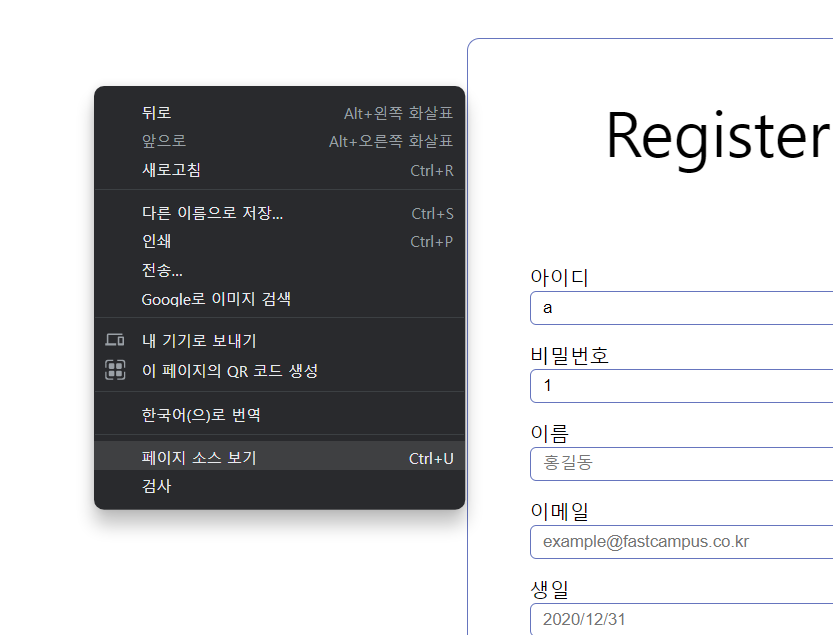 뒤로 Alt+왼쪽 화살표
앞으로 Alt+오른쪽 화살표
새로고침 Ctrl+R
다른 이름으로 저장... Ctrl+S
인쇄 Ctrl+P
전송...
Google로 이미지 검색
내 기기로 보내기
이 페이지의 QR 코드 생성
한국어(으)로 번역
페이지 소스 보기 Ctrl+U
검사
Register
아이디
a
비밀번호
1
이름
홍길동
이메일
example@fastcampus.co.kr
생일
2020/12/31